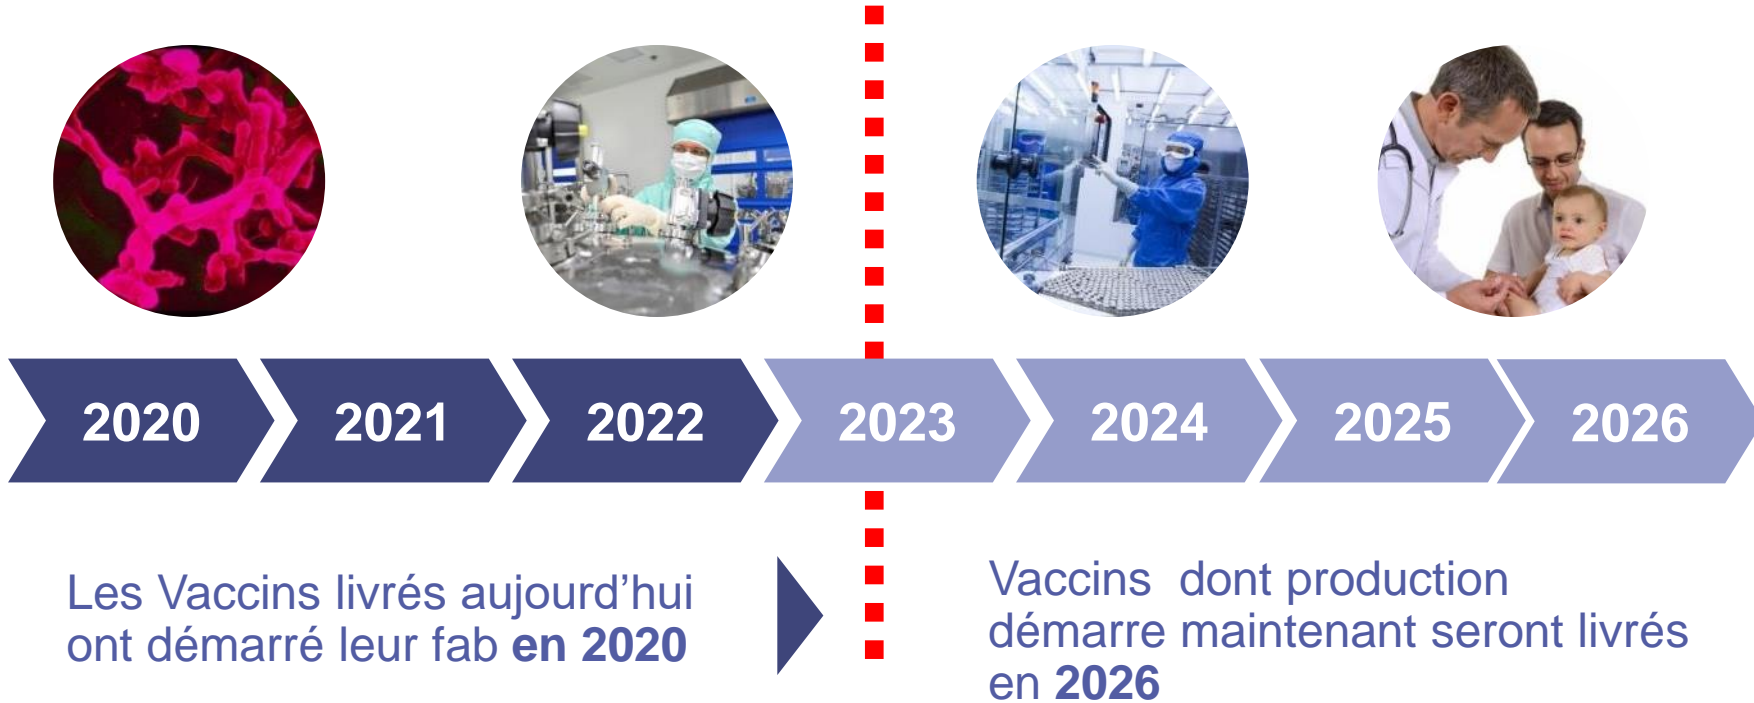 2020
2021
2022
2023
2024
2025
2026
Les Vaccins livrés aujourd’hui
ont démarré leur fab en 2020
Vaccins dont production
démarre maintenant seront livrés
en 2026